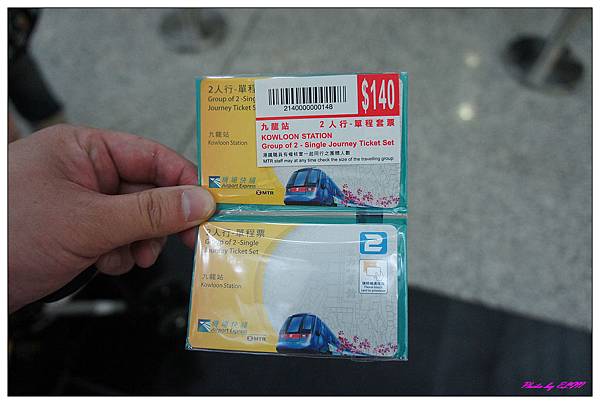 2人行-單程
Group of 2 -Sing
Journey Ticket S
九龍站
Kowloon Station
機場快綫
Airport Express
MTR
2140000000148
$140
九龍站 2人行-單程套票
KOWLOON STATION
Group of 2 - Single Journey Ticket Set
港鐵職員有權核查一起同行之團體人數
MTR staff may at any time check the size of the travelling group
2人行-單程票
Group of 2 -Single
Journey Ticket Set
九龍站
Kowloon Station
機場快綫
Airport Express
MTR
2
Photo by ELIM